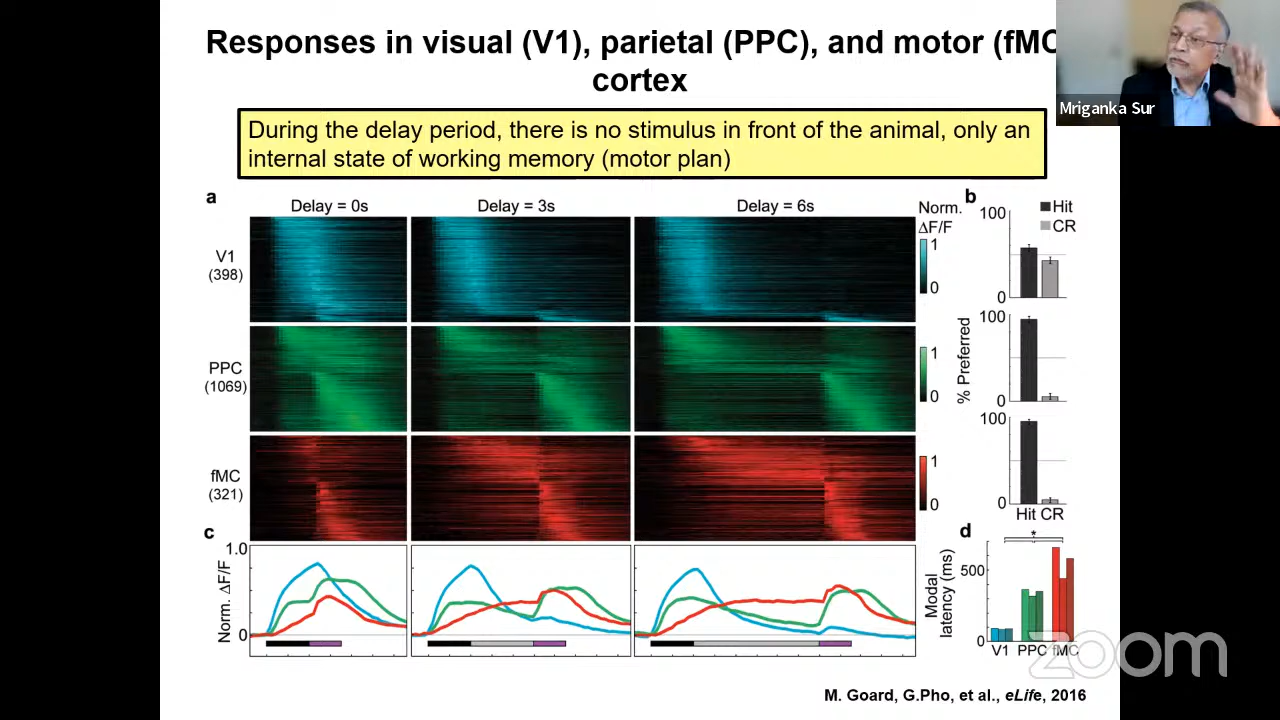 Responses in visual (V1), parietal (PPC), and motor (fMC
cortex
Mriganka Sur
During the delay period, there is no stimulus in front of the animal, only an
internal state of working memory (motor plan)
a
Delay = 0s
Delay = 3s
Delay = 6s
Norm.
ΔF/F
1
0
V1
(398)
PPC
(1069)
1
0
fMC
(321)
1
0
b
Hit
CR
100
0
100
0
100
0
% Preferred
Hit CR
c
1.0
0
Norm. ΔF/F
d
*
500
0
Modal
latency (ms)
V1 PPC fMC
zoom
M. Goard, G.Pho, et al., eLife, 2016